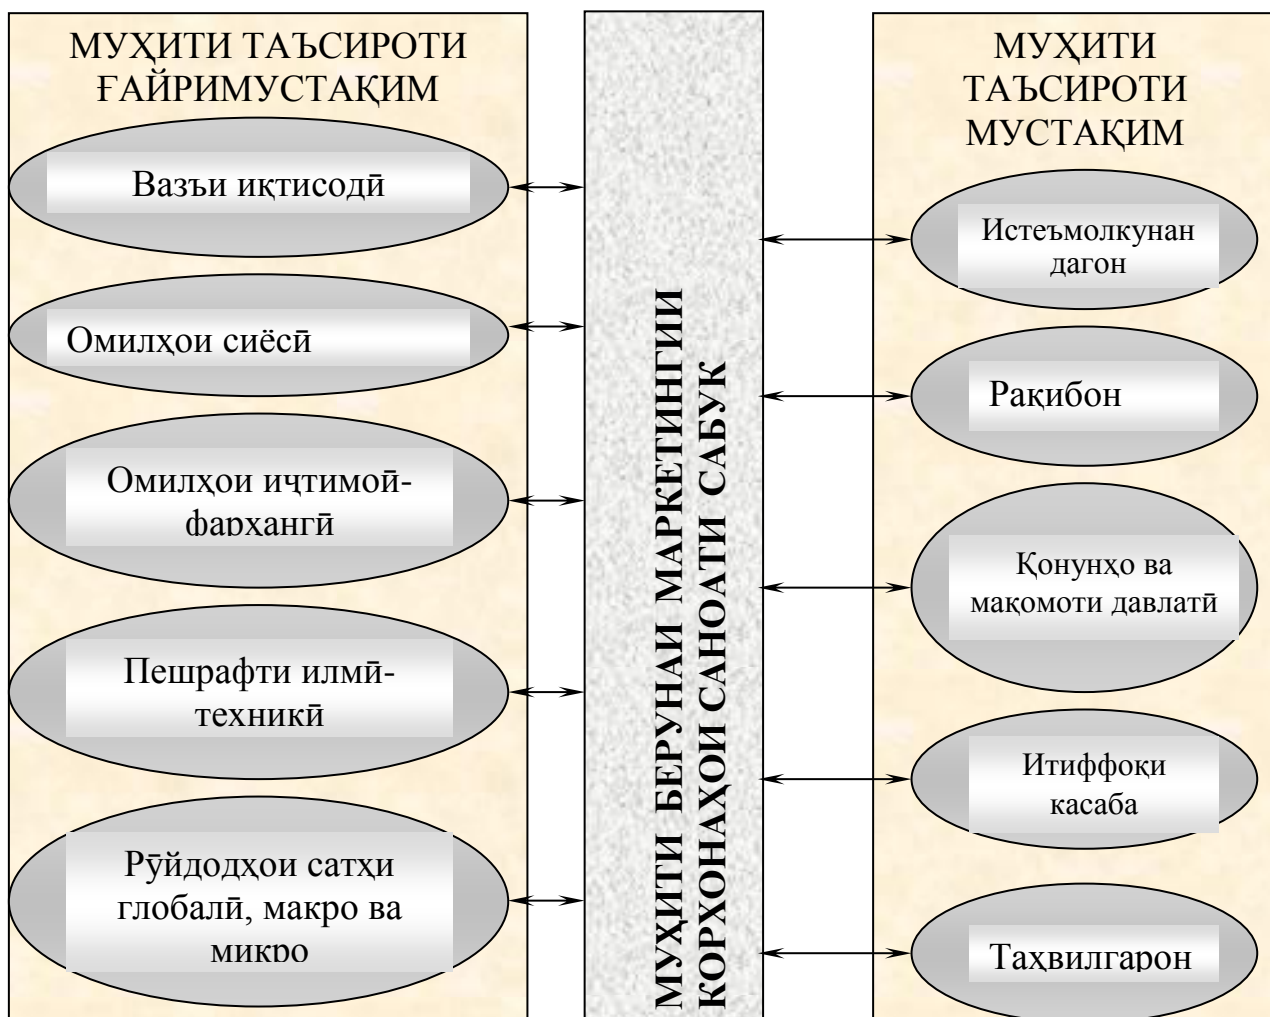 МУҲИТИ ТАЪСИРОТИ
ҒАЙРИМУСТАҚИМ
Вазъи иқтисодӣ
Омилҳои сиёсӣ
Омилҳои иҷтимоӣ-
фарҳангӣ
Пешрафти илмӣ-
техникӣ
Рӯйдодҳои сатҳи
глобалӣ, макро ва
микро
МУҲИТИ БЕРУНАИ МАРКЕТИНГИИ
КОРХОНАҲОИ САНОАТИ САБУК
МУҲИТИ
ТАЪСИРОТИ
МУСТАҚИМ
Истеъмолкунан
дагон
Рақибон
Қонунҳо ва
мақомоти давлатӣ
Итиффоқи
касаба
Таҳвилгарон